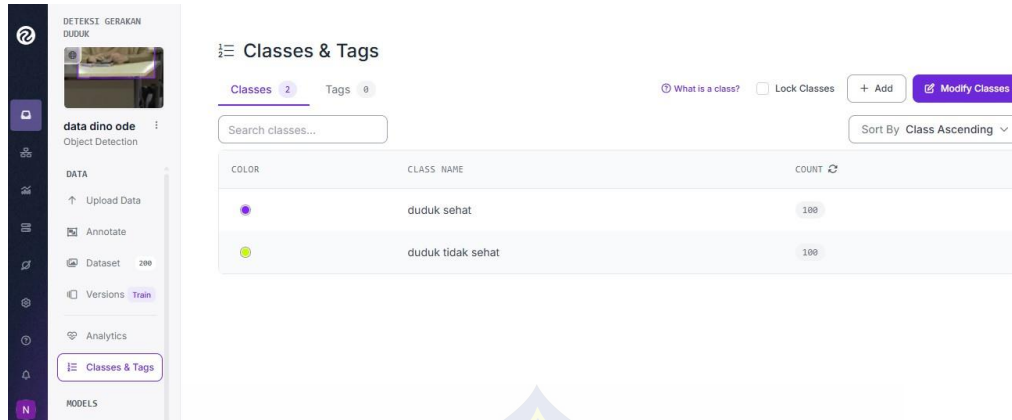 DETEKSI GERAKAN
DUDUK
data dino ode
Object Detection
DATA
Upload Data
Annotate
Dataset 200
Versions Train
Analytics
Classes & Tags
MODELS
N
Classes & Tags
Classes 2 Tags 0
What is a class? Lock Classes + Add Modify Classes
Search classes... Sort By Class Ascending
COLOR CLASS NAME COUNT
duduk sehat 100
duduk tidak sehat 100